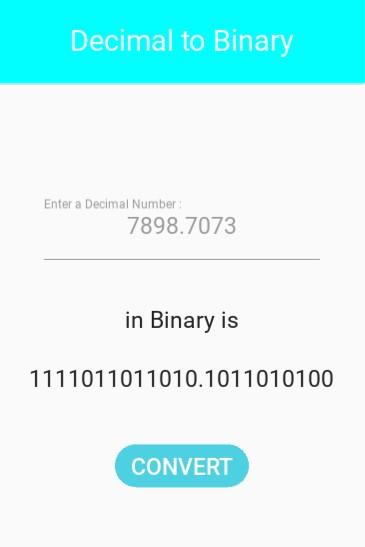 Decimal to Binary
Enter a Decimal Number :
7898.7073
in Binary is
1111011011010.1011010100
CONVERT